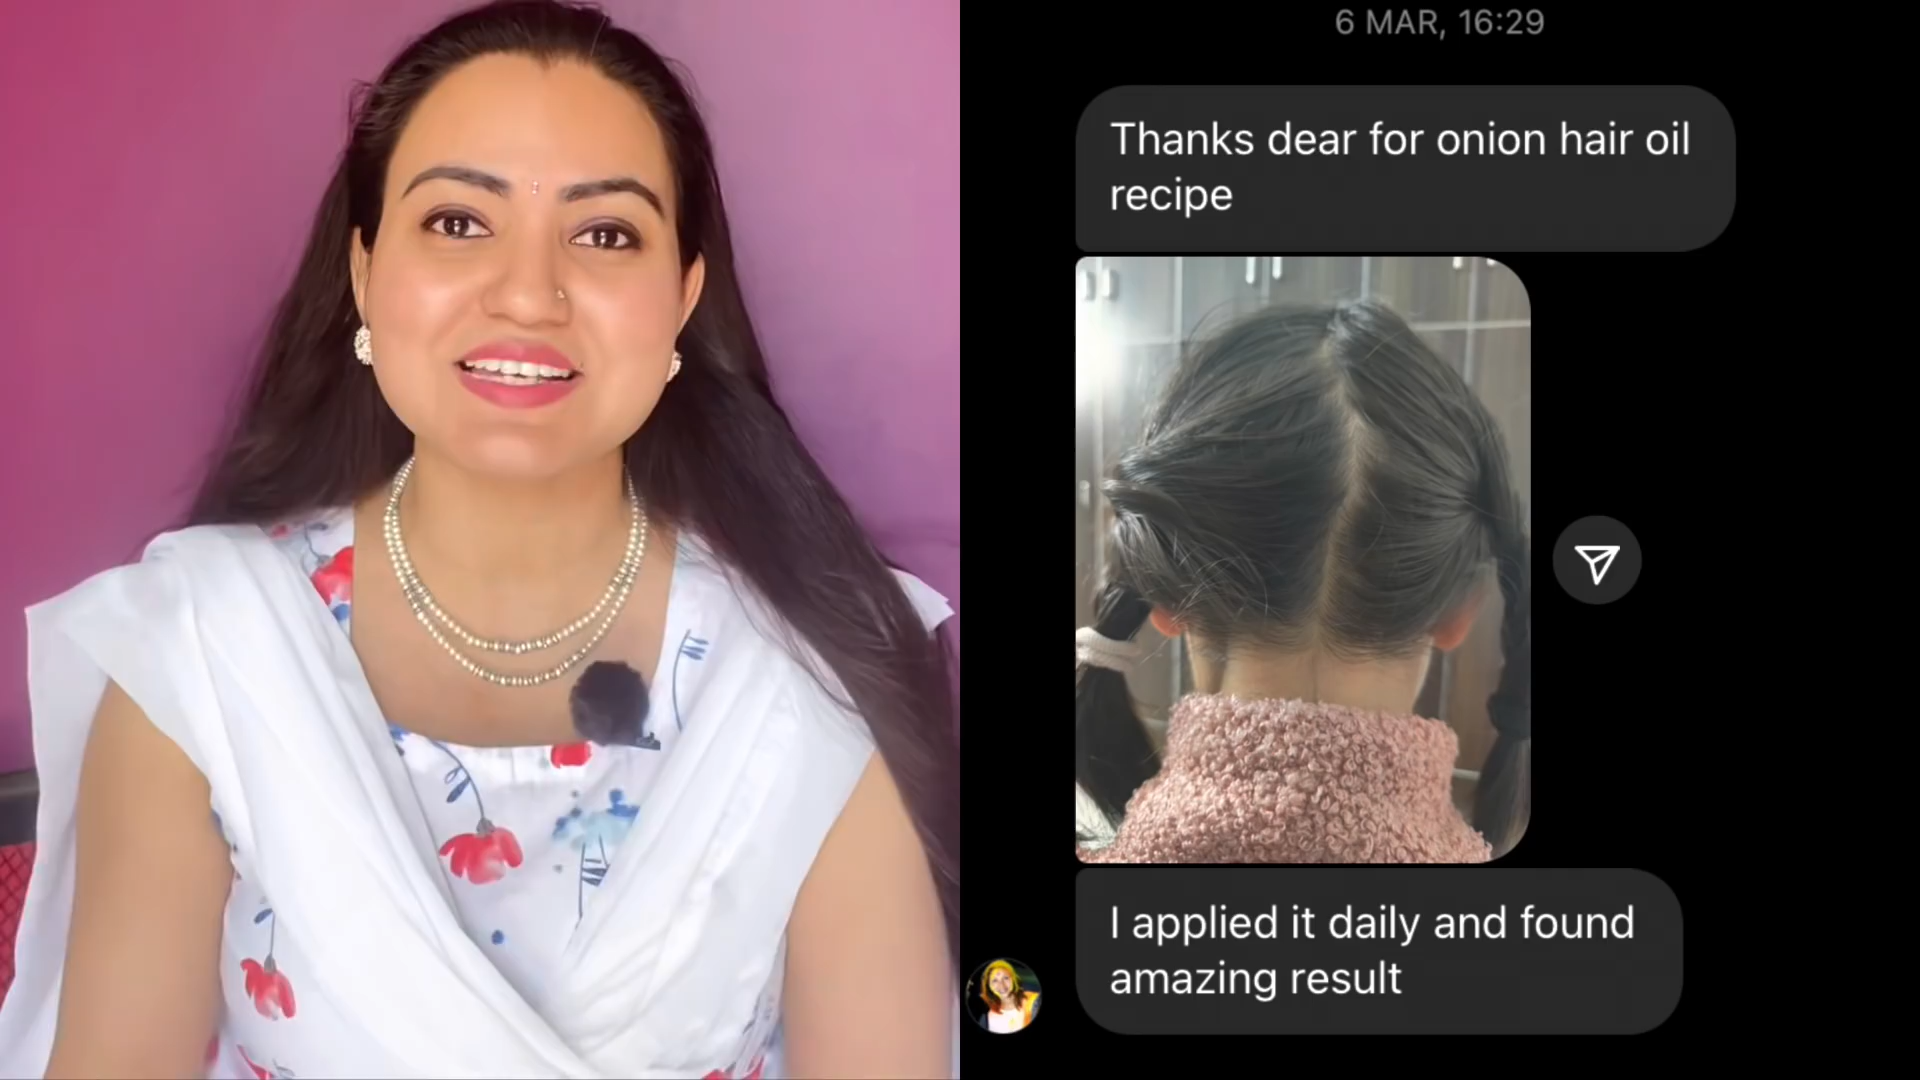 6 MAR, 16:29
Thanks dear for onion hair oil
recipe
I applied it daily and found
amazing result